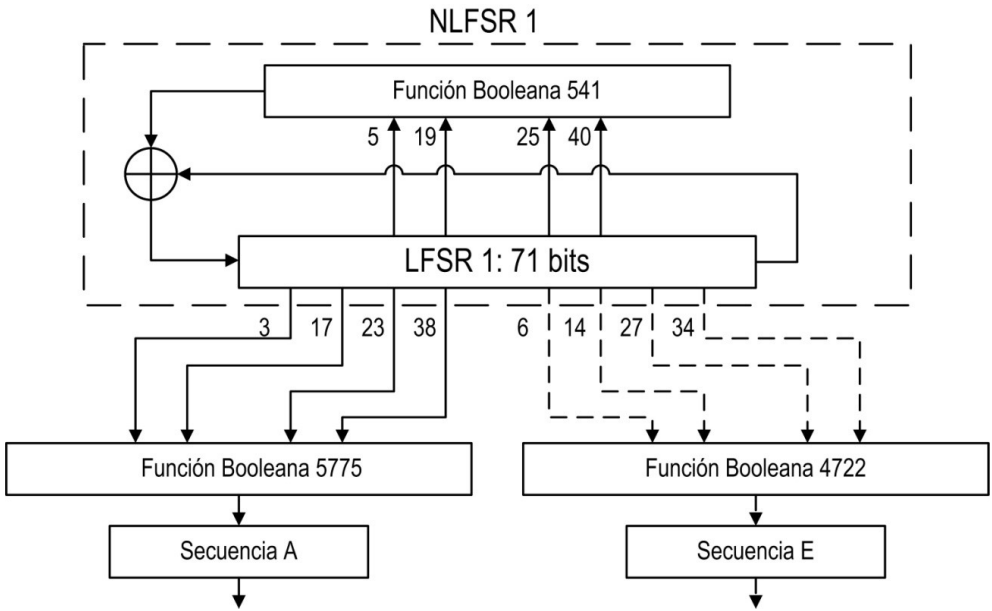 NLFSR 1
Función Booleana 541
5 19 25 40
LFSR 1: 71 bits
3 17 23 38 6 14 27 34
Función Booleana 5775 Función Booleana 4722
Secuencia A Secuencia E